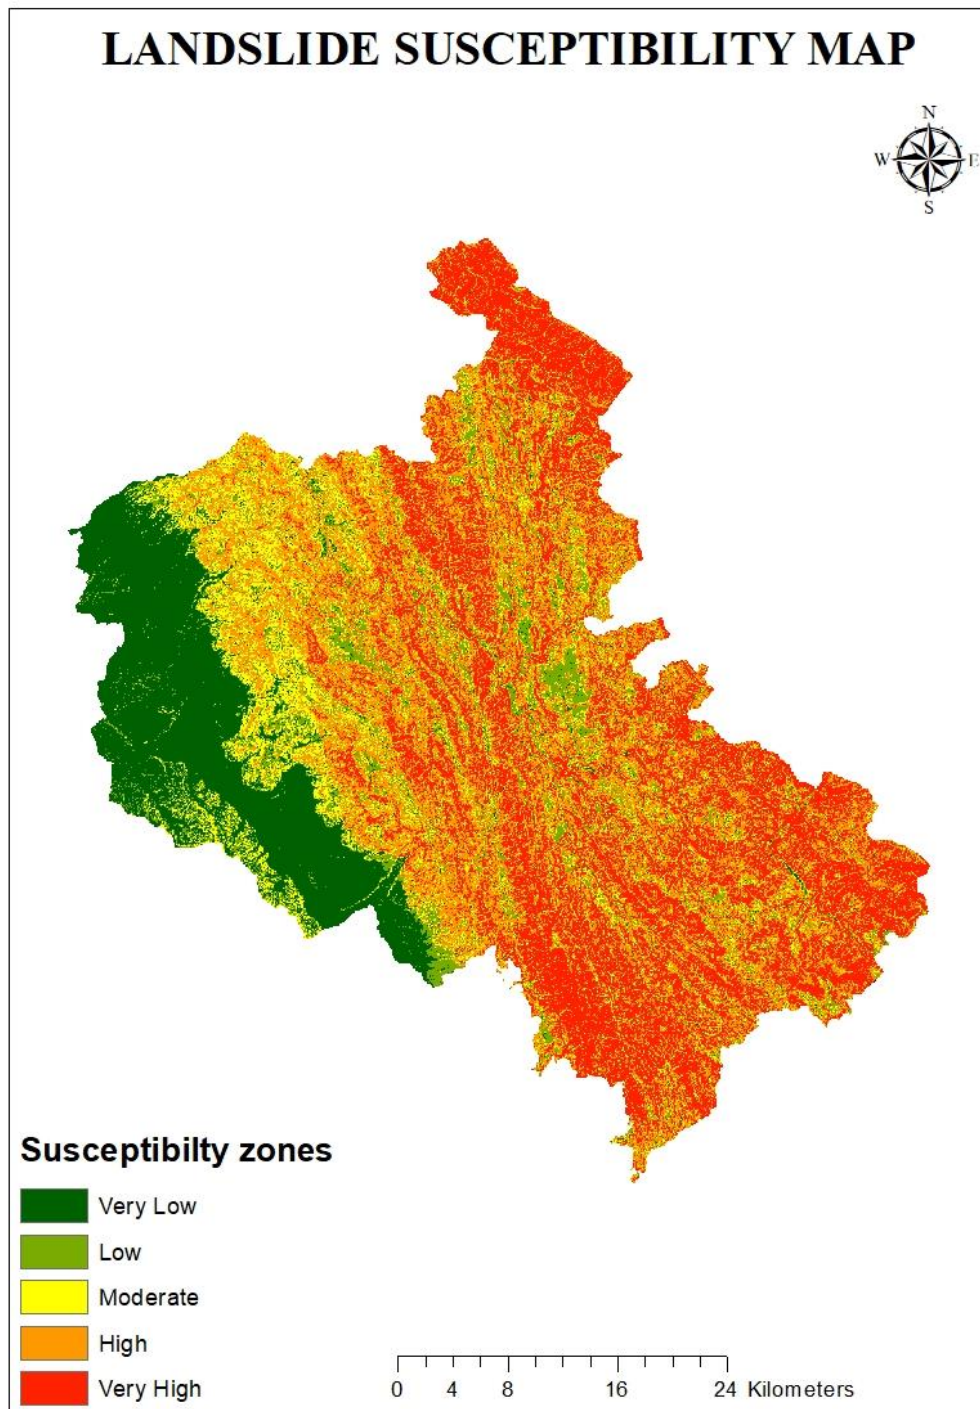 LANDSLIDE SUSCEPTIBILITY MAP
N
W E
S
Susceptibilty zones
Very Low
Low
Moderate
High
Very High
0 4 8 16 24 Kilometers